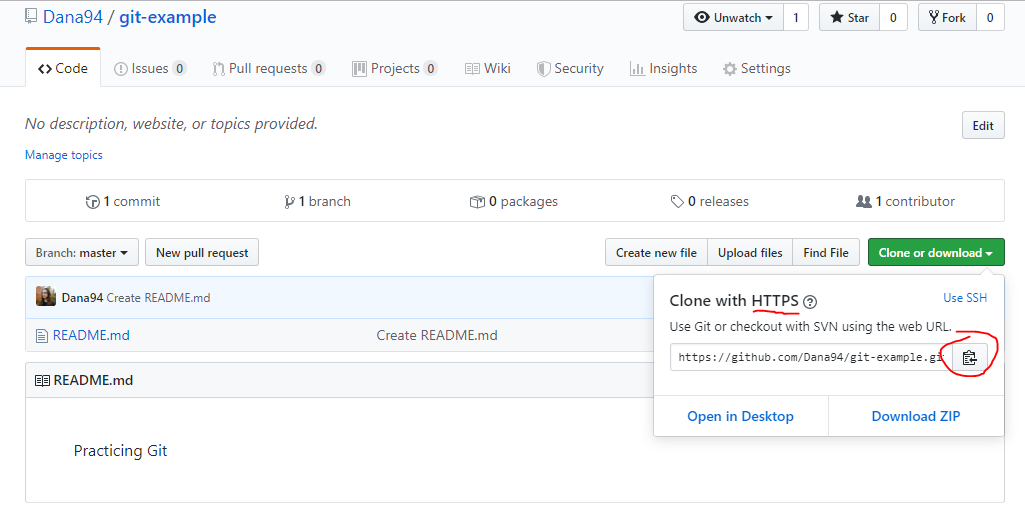 Dana94 / git-example
Unwatch 1 Star 0 Fork 0
Code Issues 0 Pull requests 0 Projects 0 Wiki Security Insights Settings
No description, website, or topics provided.
Edit
Manage topics
1 commit 1 branch 0 packages 0 releases 1 contributor
Branch: master New pull request Create new file Upload files Find File Clone or download
Dana94 Create README.md
README.md Create README.md
Clone with HTTPS ?
Use SSH
Use Git or checkout with SVN using the web URL.
https://github.com/Dana94/git-example.gi
Open in Desktop Download ZIP
README.md
Practicing Git